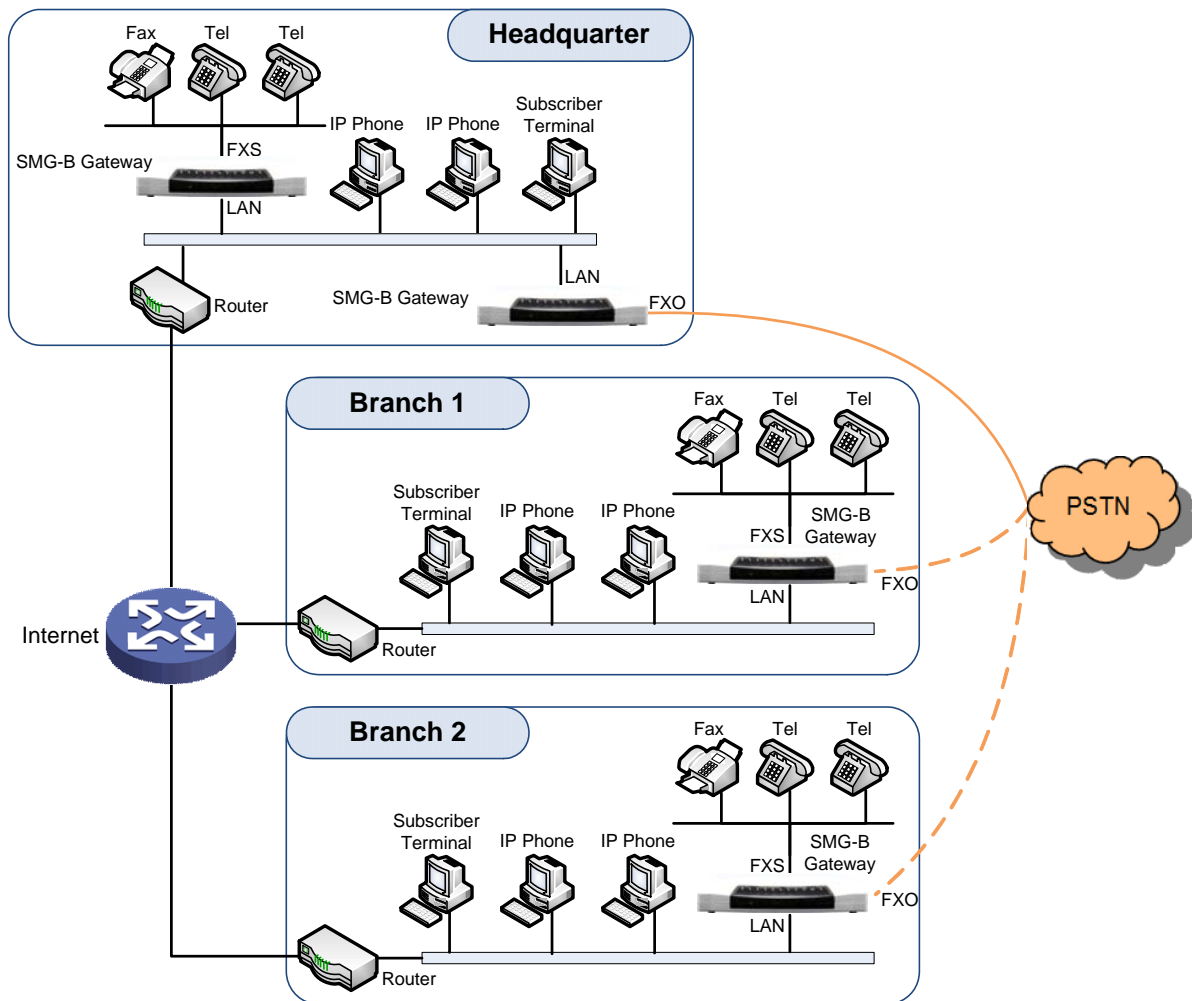 Headquarter
Fax
Tel
Tel
IP Phone
IP Phone
Subscriber
Terminal
SMG-B Gateway
FXS
LAN
Router
SMG-B Gateway
LAN
FXO
Branch 1
Fax
Tel
Tel
Subscriber
Terminal
IP Phone
IP Phone
FXS
SMG-B
Gateway
LAN
FXO
Router
PSTN
Internet
Branch 2
Fax
Tel
Tel
Subscriber
Terminal
IP Phone
IP Phone
FXS
SMG-B
Gateway
LAN
FXO
Router